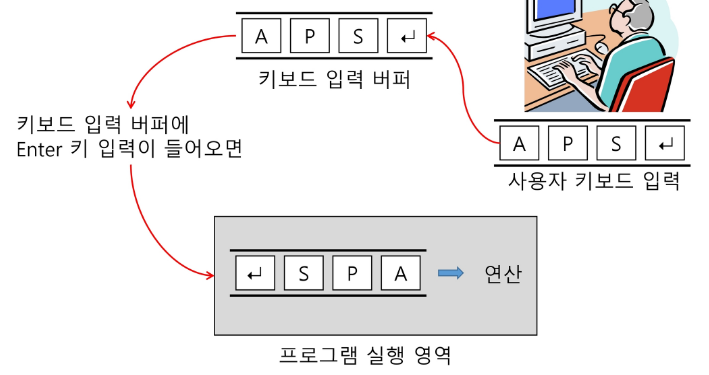 A P S ↵
키보드 입력 버퍼
키보드 입력 버퍼에
Enter 키 입력이 들어오면
A P S ↵
사용자 키보드 입력
↵ S P A
연산
프로그램 실행 영역